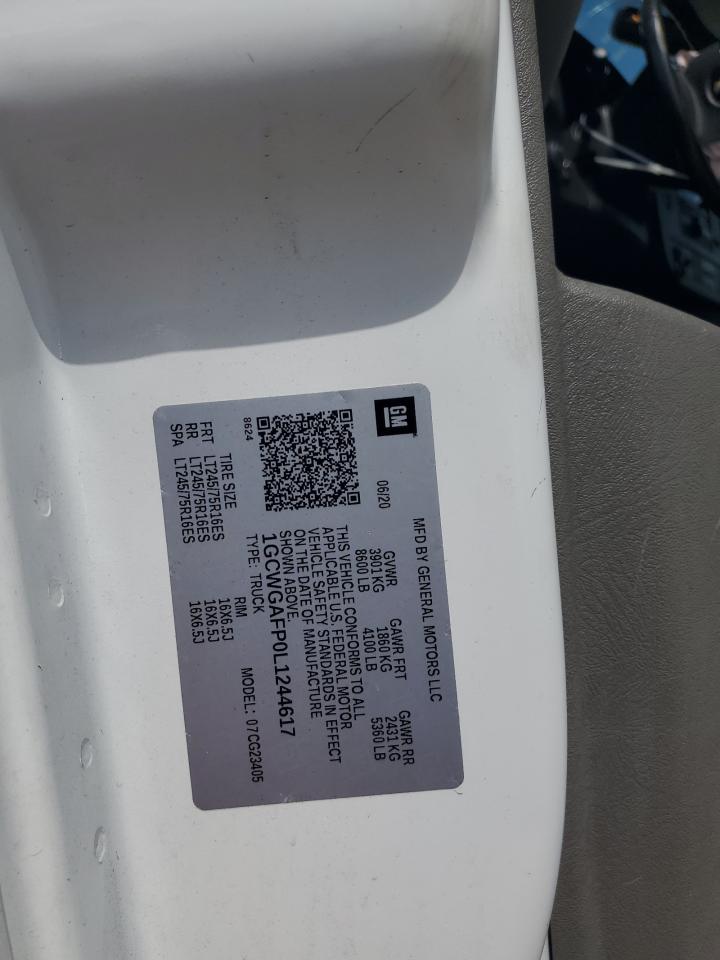 GM
MFD BY GENERAL MOTORS LLC
06/20
GVWR GAWR FRT GAWR RR
3901 KG 1860 KG 2431 KG
8600 LB 4100 LB 5360 LB
THIS VEHICLE CONFORMS TO ALL
APPLICABLE U.S. FEDERAL MOTOR
VEHICLE SAFETY STANDARDS IN EFFECT
ON THE DATE OF MANUFACTURE
SHOWN ABOVE.
1GCWGAFP0L1244617
TYPE: TRUCK MODEL: 07CG23405
8624
TIRE SIZE RIM
FRT LT245/75R16ES 16X6.5J
RR LT245/75R16ES 16X6.5J
SPA LT245/75R16ES 16X6.5J